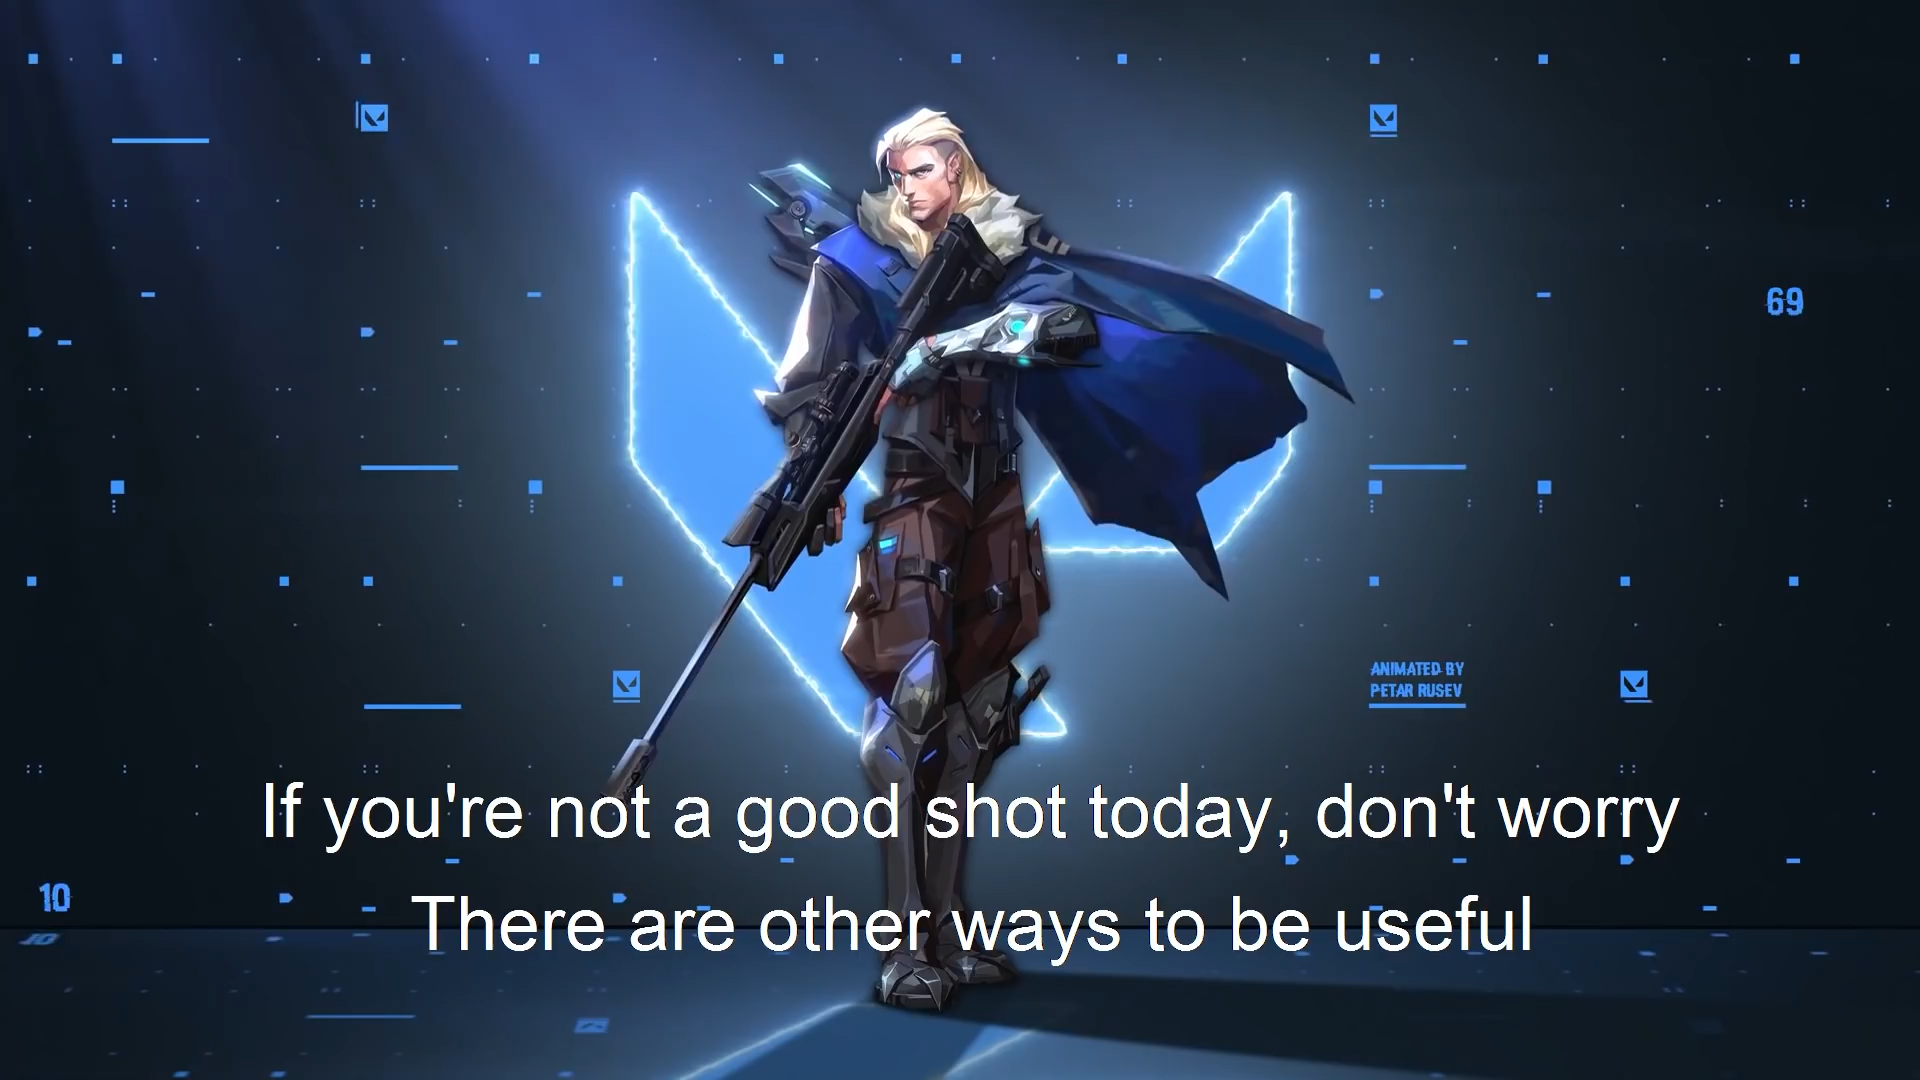 69
ANIMATED BY
PETAR RUSEV
If you're not a good shot today, don't worry
10
There are other ways to be useful